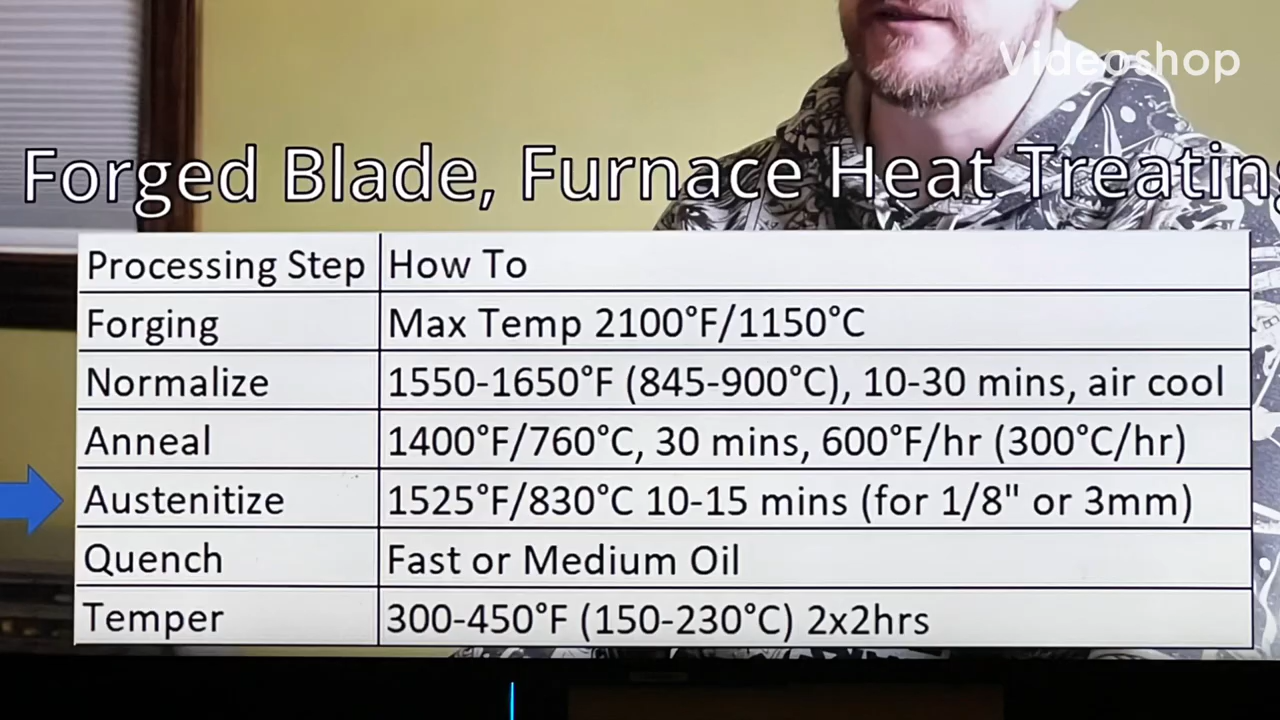 Videoshop
Forged Blade, Furnace Heat Treating
Processing Step How To
Forging Max Temp 2100°F/1150°C
Normalize 1550-1650°F (845-900°C), 10-30 mins, air cool
Anneal 1400°F/760°C, 30 mins, 600°F/hr (300°C/hr)
Austenitize 1525°F/830°C 10-15 mins (for 1/8" or 3mm)
Quench Fast or Medium Oil
Temper 300-450°F (150-230°C) 2x2hrs